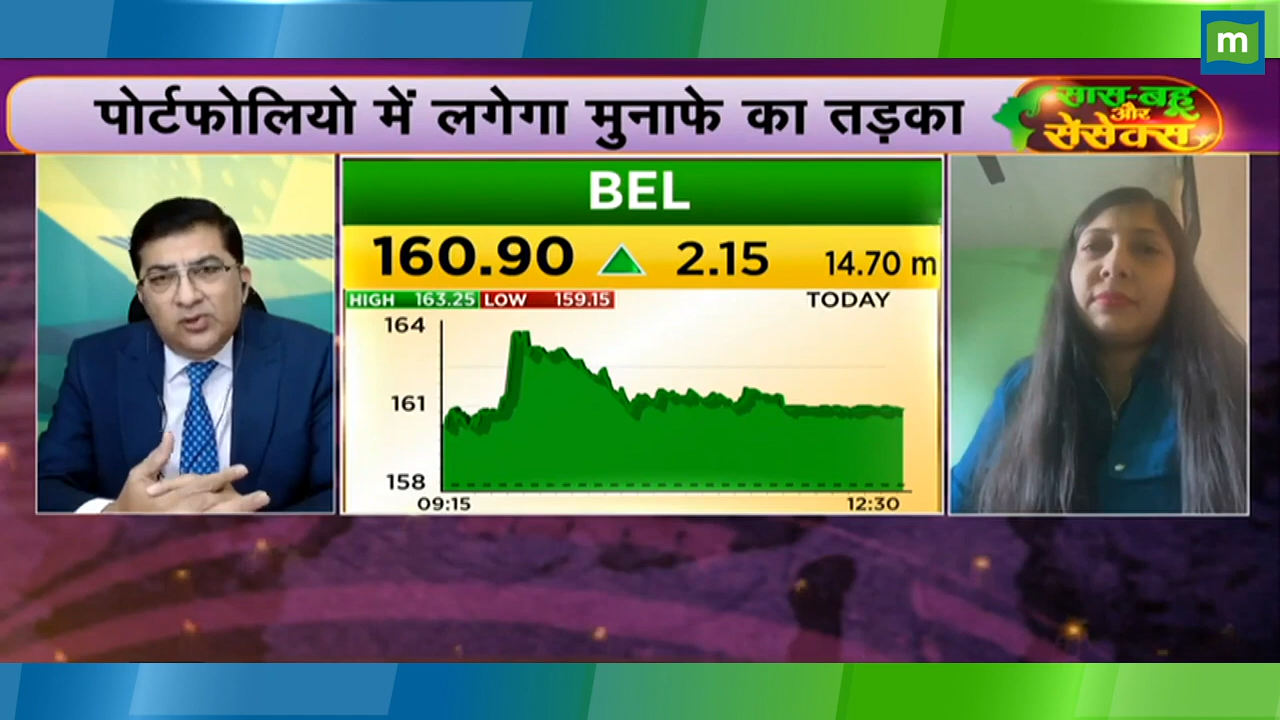 m
पोर्टफोलियो में लगेगा मुनाफे का तड़का
सास-बहू
और
सेंसेक्स
BEL
160.90 ▲ 2.15 14.70 m
HIGH 163.25 LOW 159.15 TODAY
164
161
158
09:15 12:30